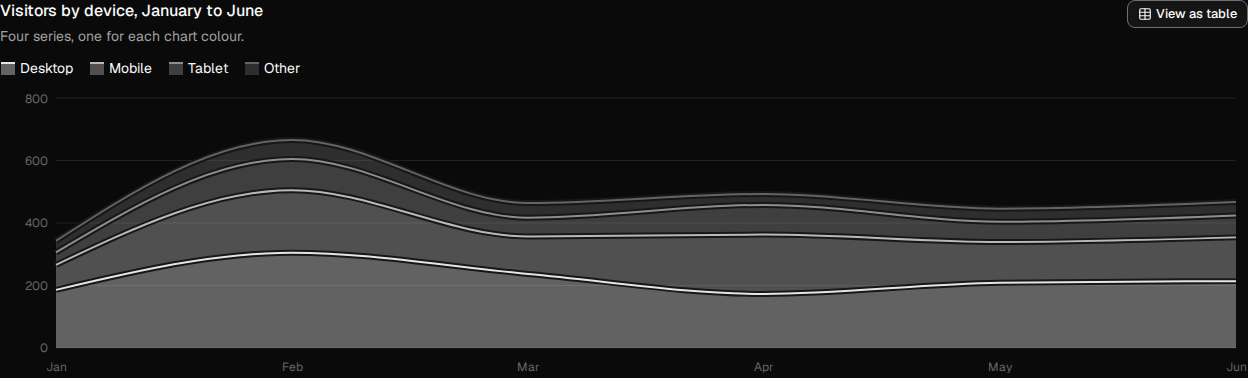 Visitors by device, January to June
View as table
Four series, one for each chart colour.
Desktop Mobile Tablet Other
800
600
400
200
0
Jan Feb Mar Apr May Jun